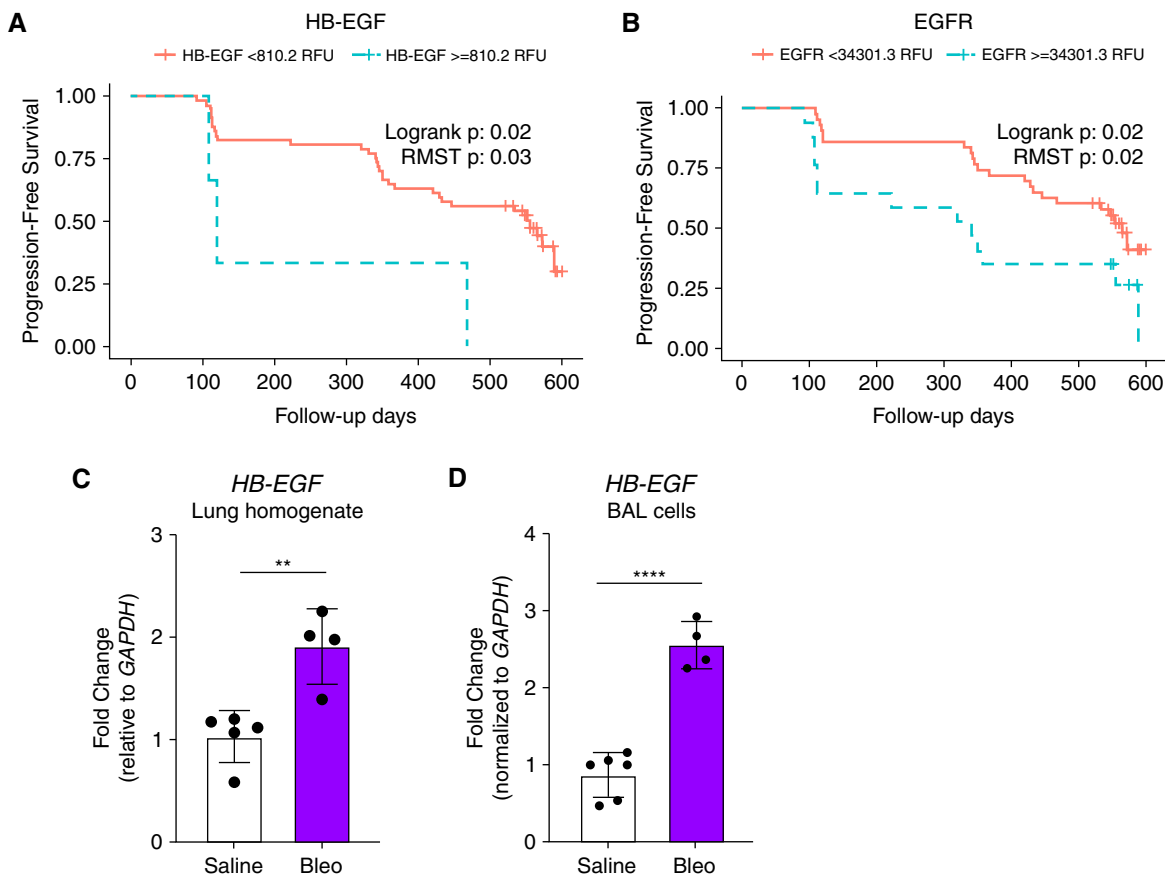 A
HB-EGF
HB-EGF <810.2 RFU HB-EGF >=810.2 RFU
Progression-Free Survival
1.00
0.75
0.50
0.25
0.00
Logrank p: 0.02
RMST p: 0.03
0 100 200 300 400 500 600
Follow-up days
B
EGFR
EGFR <34301.3 RFU EGFR >=34301.3 RFU
Progression-Free Survival
1.00
0.75
0.50
0.25
0.00
Logrank p: 0.02
RMST p: 0.02
0 100 200 300 400 500 600
Follow-up days
C
HB-EGF
Lung homogenate
Fold Change
(relative to GAPDH)
3
2
1
0
**
Saline Bleo
D
HB-EGF
BAL cells
Fold Change
(normalized to GAPDH)
4
3
2
1
0
****
Saline Bleo